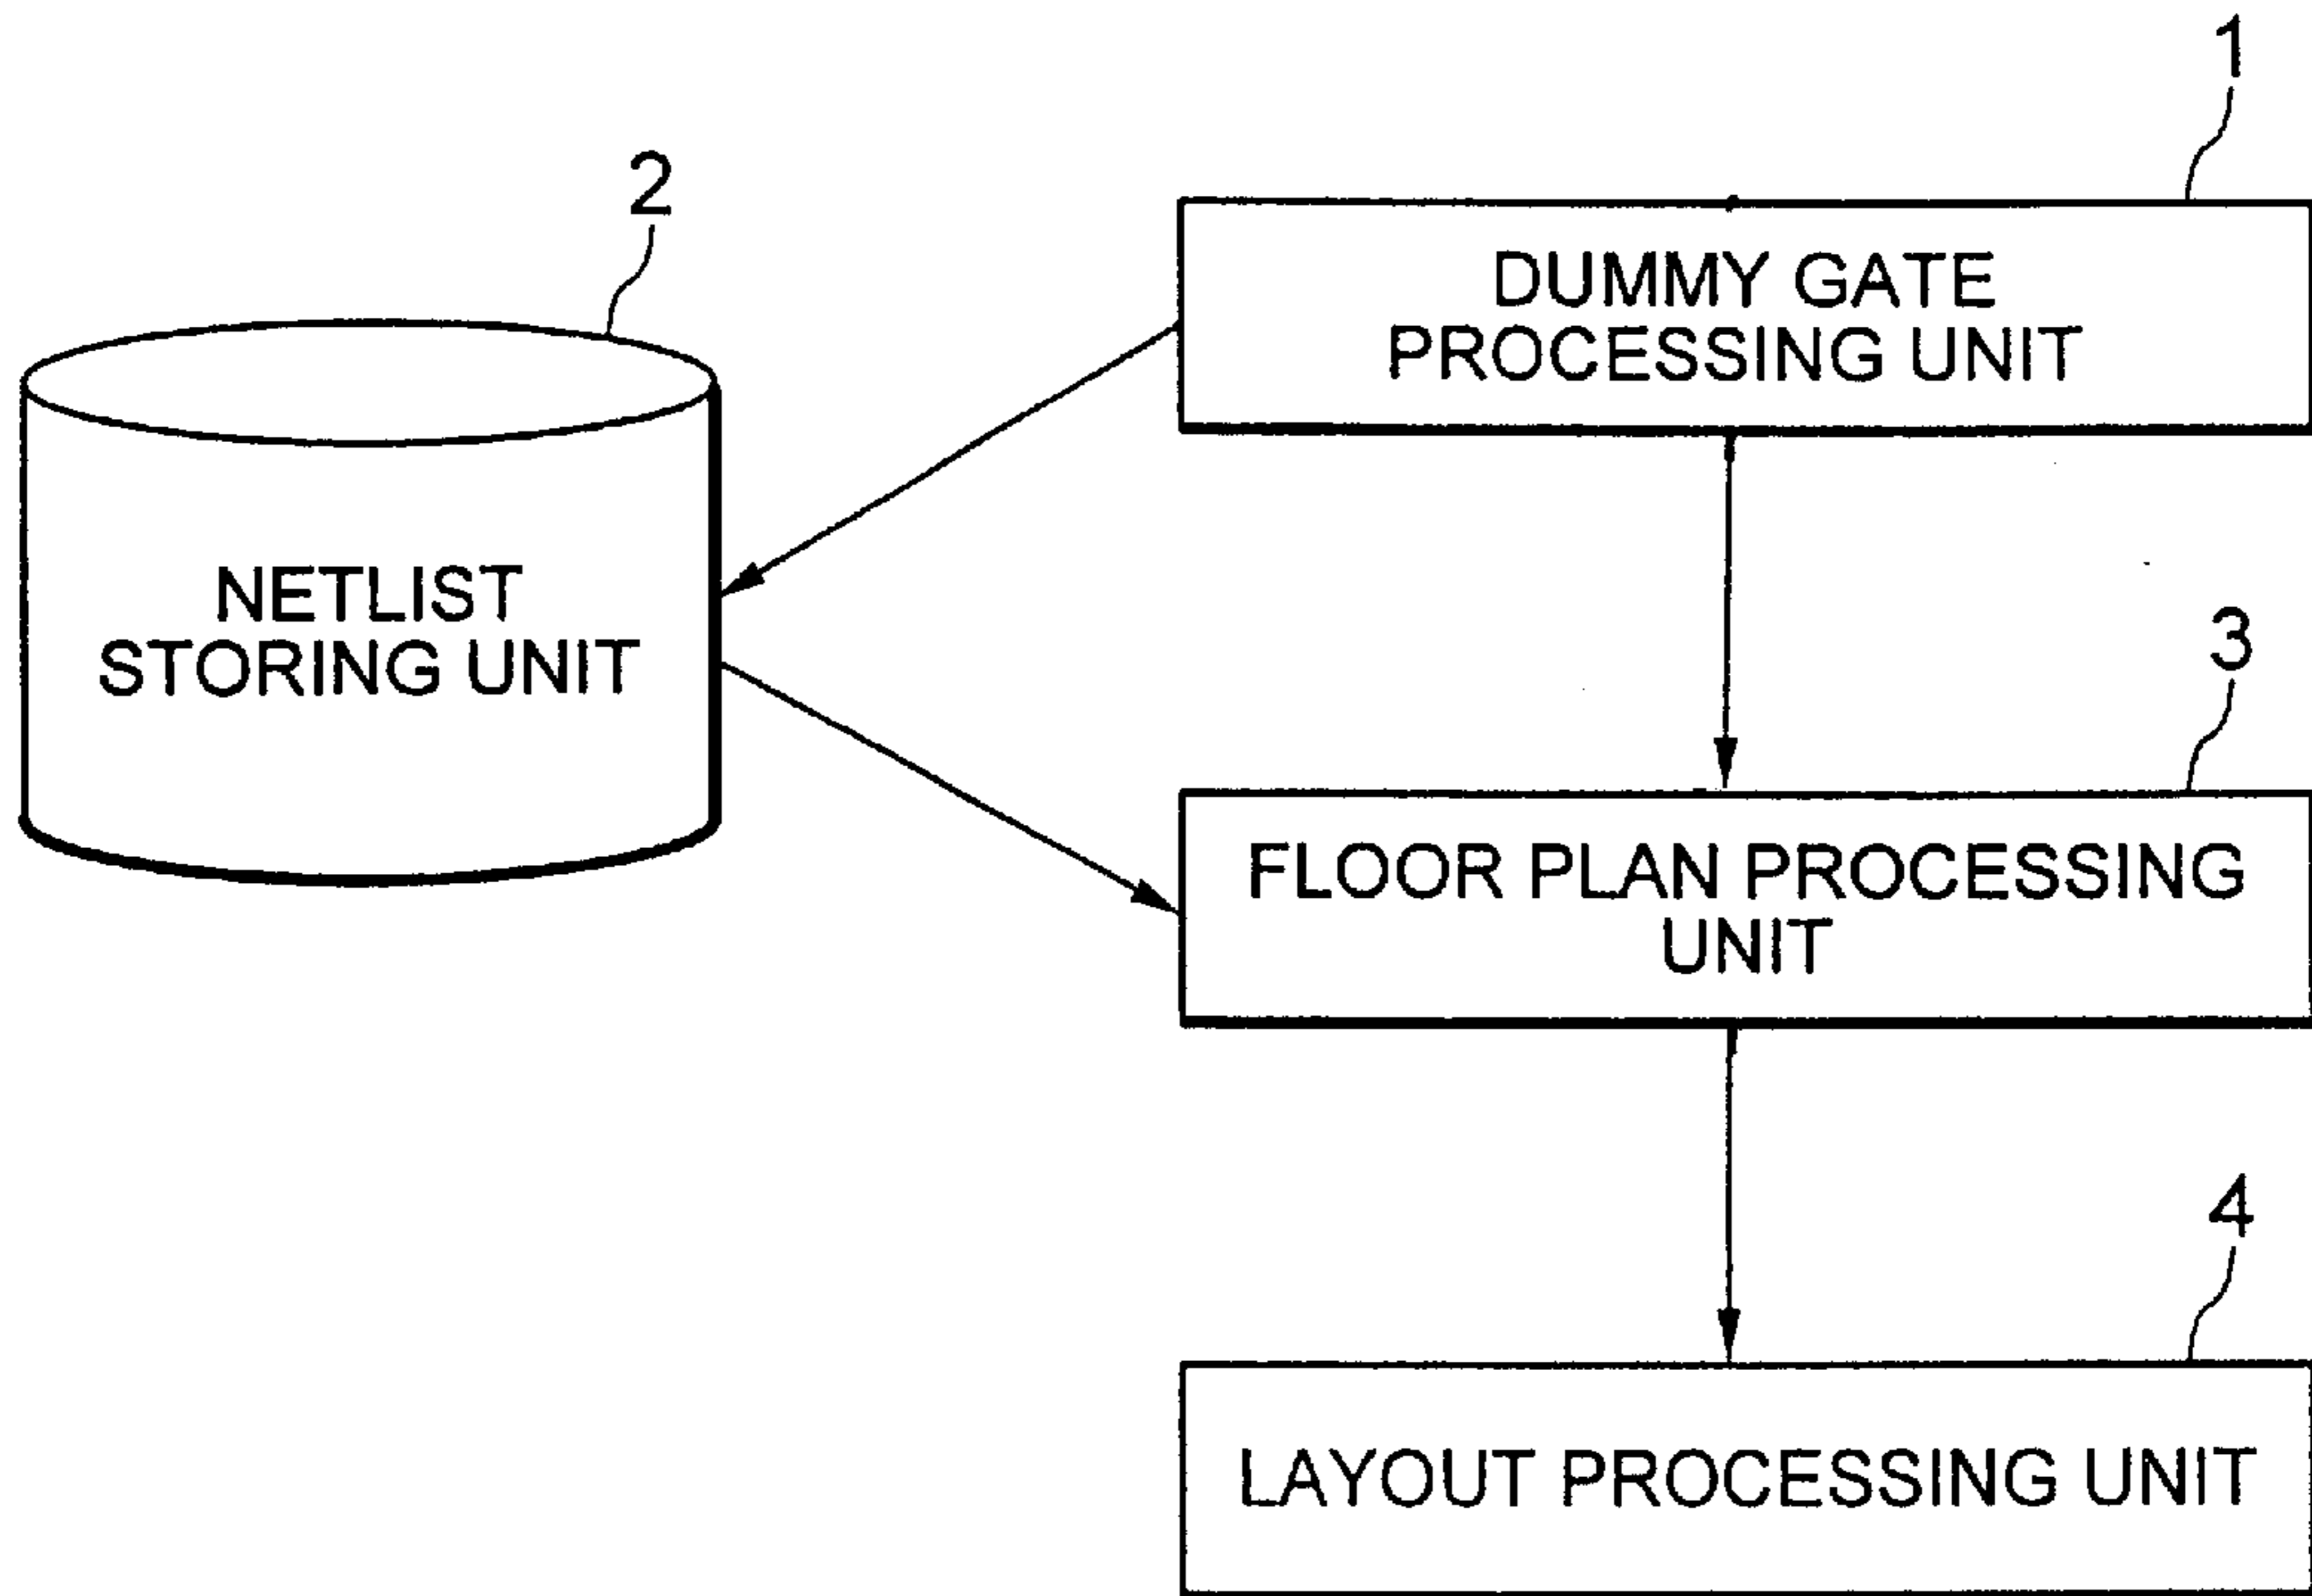 1
DUMMY GATE
PROCESSING UNIT
2
NETLIST
STORING UNIT
3
FLOOR PLAN PROCESSING
UNIT
4
LAYOUT PROCESSING UNIT